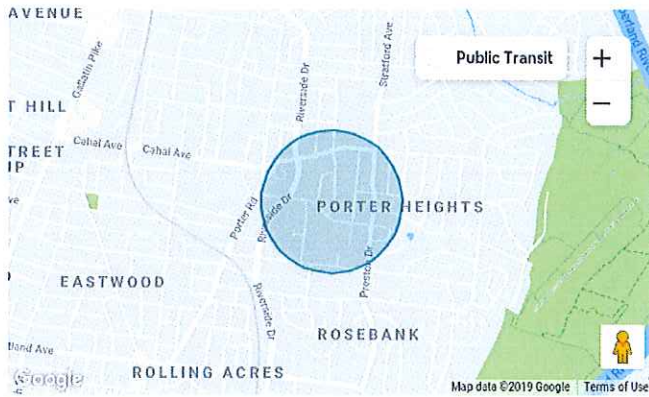 AVENUE
Gallatin Pike
Riverside Dr
Stratford Ave
Public Transit
+
−
T HILL
Cahal Ave
Cahal Ave
TREET
IP
Porter Rd
Riverside Dr
PORTER HEIGHTS
EASTWOOD
Riverside Dr
Preston Dr
ROSEBANK
tland Ave
ROLLING ACRES
Google
Map data ©2019 Google
Terms of Use